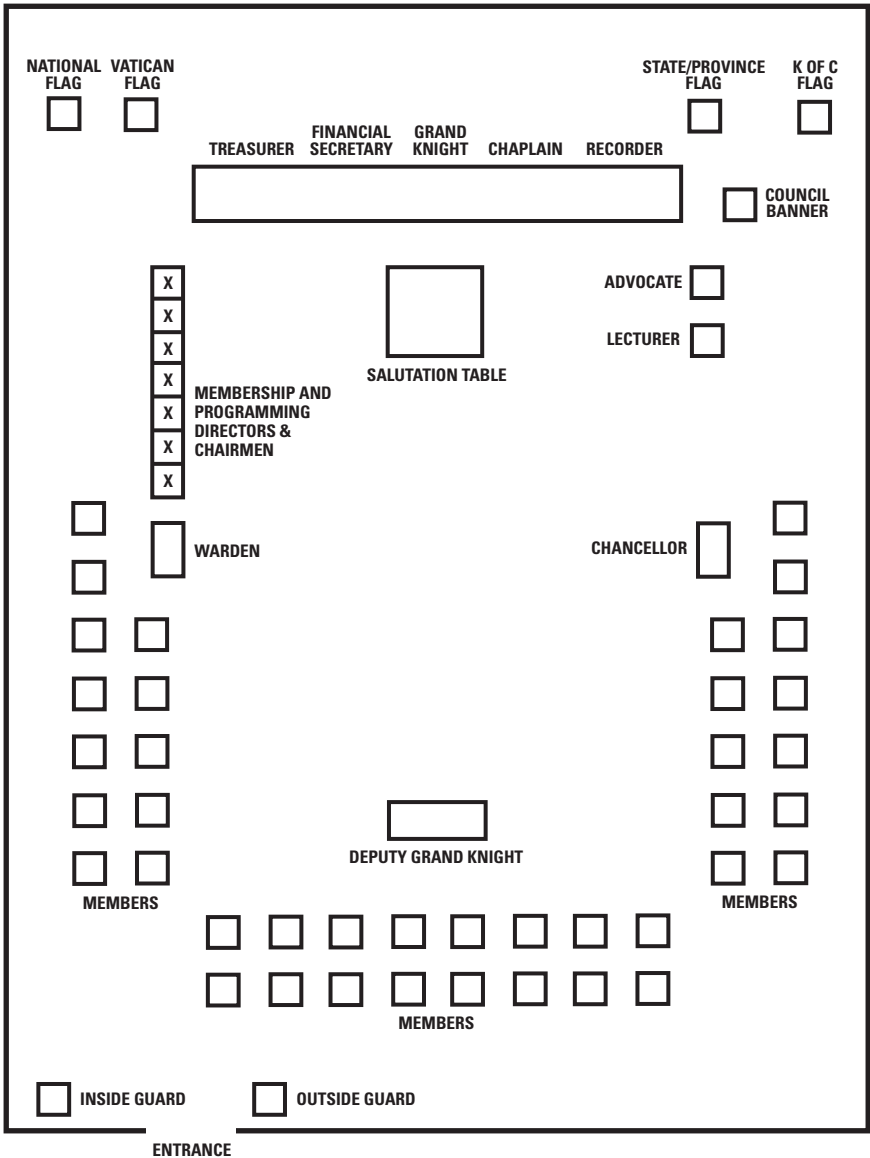 NATIONAL FLAG
VATICAN FLAG
STATE/PROVINCE FLAG
K OF C FLAG
TREASURER
FINANCIAL SECRETARY
GRAND KNIGHT
CHAPLAIN
RECORDER
COUNCIL BANNER
X
X
X
X
X
X
X
MEMBERSHIP AND
PROGRAMMING
DIRECTORS &
CHAIRMEN
SALUTATION TABLE
ADVOCATE
LECTURER
WARDEN
CHANCELLOR
DEPUTY GRAND KNIGHT
MEMBERS
MEMBERS
MEMBERS
INSIDE GUARD
OUTSIDE GUARD
ENTRANCE